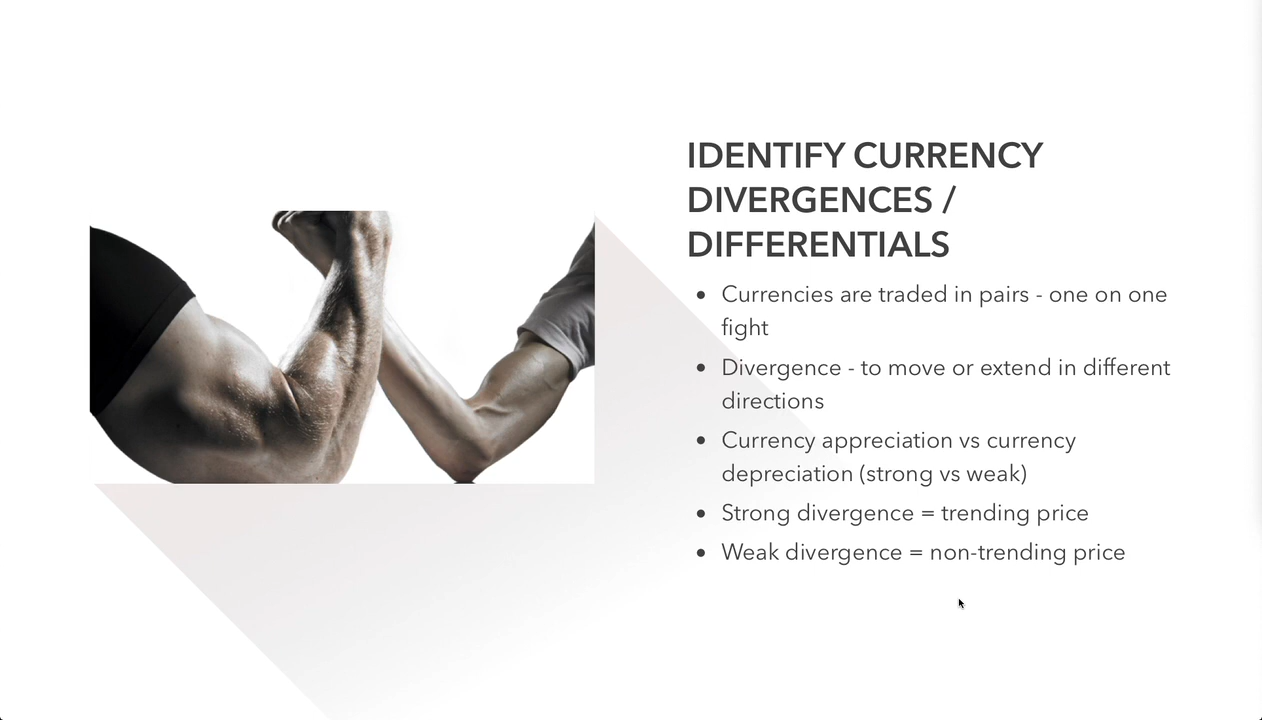 IDENTIFY CURRENCY
DIVERGENCES /
DIFFERENTIALS
• Currencies are traded in pairs - one on one
fight
• Divergence - to move or extend in different
directions
• Currency appreciation vs currency
depreciation (strong vs weak)
• Strong divergence = trending price
• Weak divergence = non-trending price